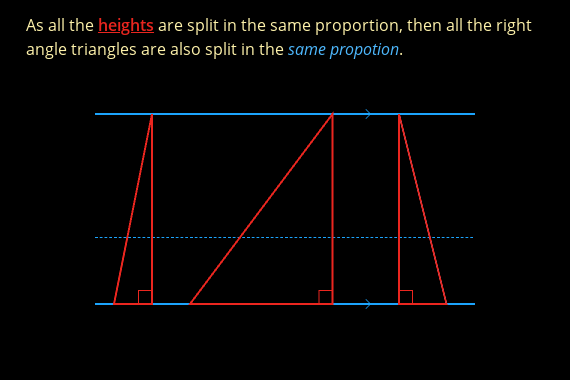 As all the heights are split in the same proportion, then all the right
angle triangles are also split in the same propotion.